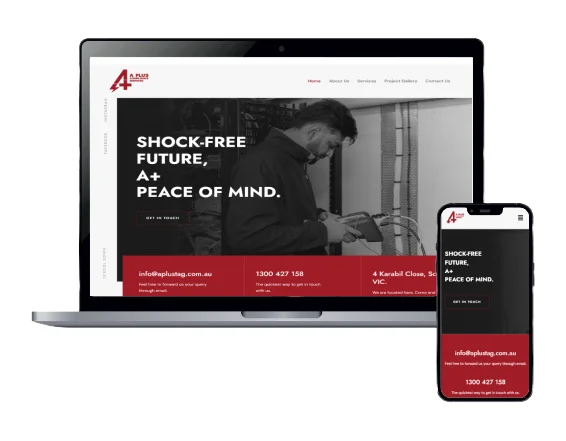 A PLUS
COMPLIANCE
SERVICES
Home About Us Services Project Gallery Contact Us
INSTAGRAM
FACEBOOK
SHOCK-FREE
FUTURE,
A+
PEACE OF MIND.
GET IN TOUCH
info@aplustag.com.au
Feel free to forward us your query
through email.
1300 427 158
The quickest way to get in touch
with us.
4 Karabil Close, Sc
VIC.
We are located here. Come and
A PLUS
SHOCK-FREE
FUTURE,
A+
PEACE OF MIND.
GET IN TOUCH
info@aplustag.com.au
Feel free to forward us your query through email.
1300 427 158
The quickest way to get in touch with us.